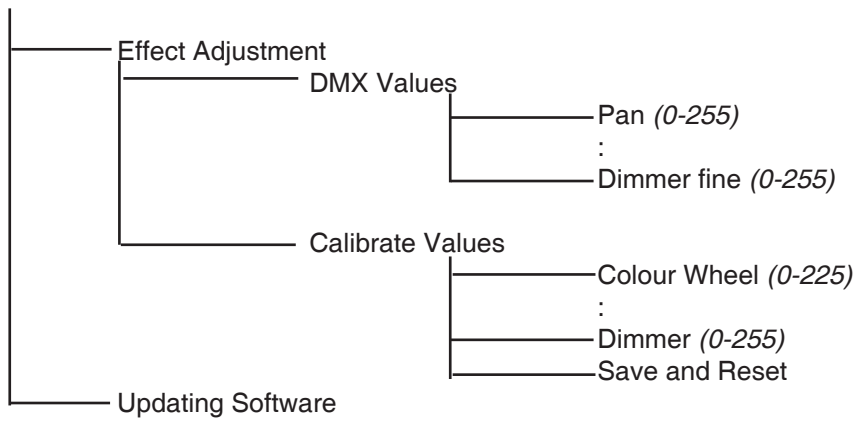 Effect Adjustment
DMX Values
Pan (0-255)
:
Dimmer fine (0-255)
Calibrate Values
Colour Wheel (0-225)
:
Dimmer (0-255)
Save and Reset
Updating Software